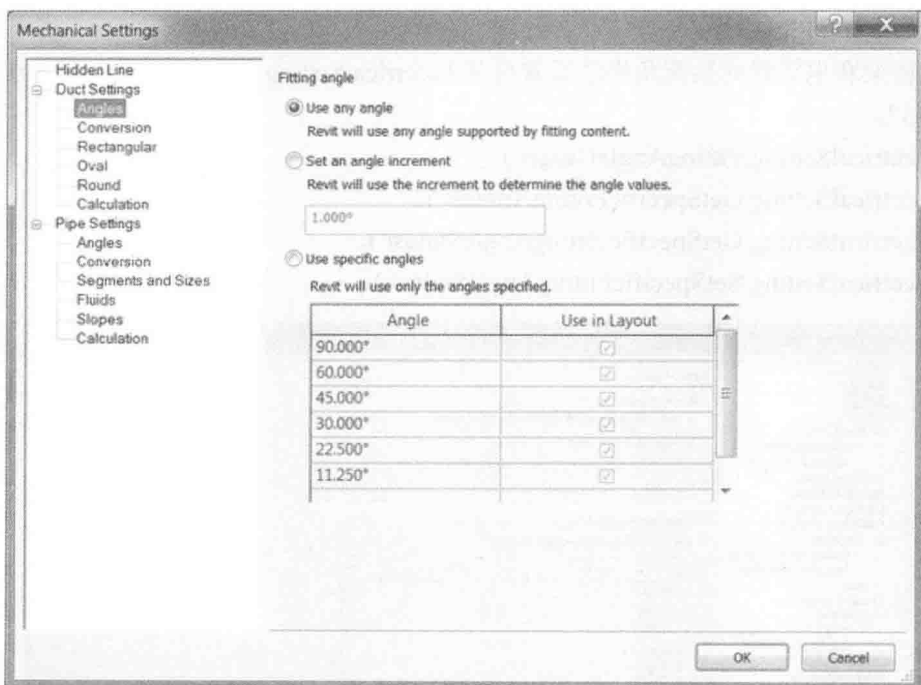 Mechanical Settings
Hidden Line
Duct Settings
Angles
Conversion
Rectangular
Oval
Round
Calculation
Pipe Settings
Angles
Conversion
Segments and Sizes
Fluids
Slopes
Calculation
Fitting angle
Use any angle
Revit will use any angle supported by fitting content.
Set an angle increment
Revit will use the increment to determine the angle values.
1.000°
Use specific angles
Revit will use only the angles specified.
Angle Use in Layout
90.000°
60.000°
45.000°
30.000°
22.500°
11.250°
OK Cancel